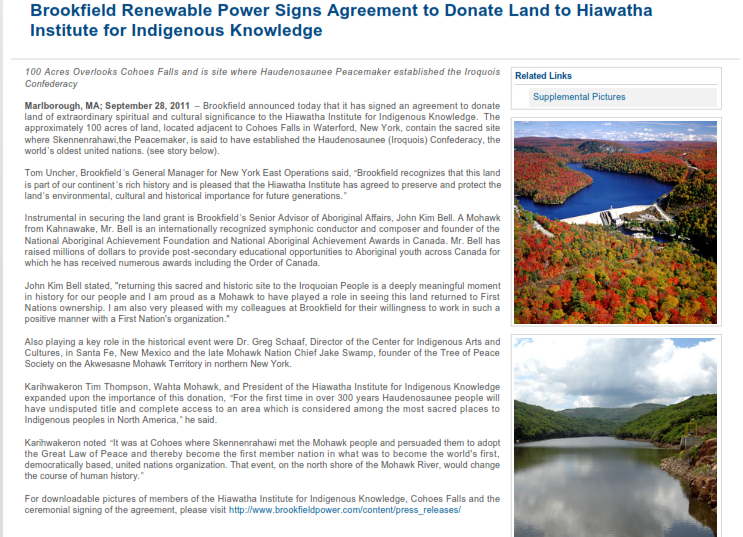 Brookfield Renewable Power Signs Agreement to Donate Land to Hiawatha
Institute for Indigenous Knowledge
100 Acres Overlooks Cohoes Falls and is site where Haudenosaunee Peacemaker established the Iroquois
Confederacy
Marlborough, MA; September 28, 2011 – Brookfield announced today that it has signed an agreement to donate
land of extraordinary spiritual and cultural significance to the Hiawatha Institute for Indigenous Knowledge. The
approximately 100 acres of land, located adjacent to Cohoes Falls in Waterford, New York, contain the sacred site
where Skennenrahawi,the Peacemaker, is said to have established the Haudenosaunee (Iroquois) Confederacy, the
world's oldest united nations. (see story below).
Tom Uncher, Brookfield's General Manager for New York East Operations said, “Brookfield recognizes that this land
is part of our continent's rich history and is pleased that the Hiawatha Institute has agreed to preserve and protect the
land's environmental, cultural and historical importance for future generations.”
Instrumental in securing the land grant is Brookfield's Senior Advisor of Aboriginal Affairs, John Kim Bell. A Mohawk
from Kahnawake, Mr. Bell is an internationally recognized symphonic conductor and composer and founder of the
National Aboriginal Achievement Foundation and National Aboriginal Achievement Awards in Canada. Mr. Bell has
raised millions of dollars to provide post-secondary educational opportunities to Aboriginal youth across Canada for
which he has received numerous awards including the Order of Canada.
John Kim Bell stated, "returning this sacred and historic site to the Iroquoian People is a deeply meaningful moment
in history for our people and I am proud as a Mohawk to have played a role in seeing this land returned to First
Nations ownership. I am also very pleased with my colleagues at Brookfield for their willingness to work in such a
positive manner with a First Nation's organization."
Also playing a key role in the historical event were Dr. Greg Schaaf, Director of the Center for Indigenous Arts and
Cultures, in Santa Fe, New Mexico and the late Mohawk Nation Chief Jake Swamp, founder of the Tree of Peace
Society on the Akwesasne Mohawk Territory in northern New York.
Karihwakeron Tim Thompson, Wahta Mohawk, and President of the Hiawatha Institute for Indigenous Knowledge
expanded upon the importance of this donation, “For the first time in over 300 years Haudenosaunee people will
have undisputed title and complete access to an area which is considered among the most sacred places to
Indigenous peoples in North America,” he said.
Karihwakeron noted “It was at Cohoes where Skennenrahawi met the Mohawk people and persuaded them to adopt
the Great Law of Peace and thereby become the first member nation in what was to become the world's first,
democratically based, united nations organization. That event, on the north shore of the Mohawk River, would change
the course of human history.”
For downloadable pictures of members of the Hiawatha Institute for Indigenous Knowledge, Cohoes Falls and the
ceremonial signing of the agreement, please visit http://www.brookfieldpower.com/content/press_releases/
Related Links
Supplemental Pictures